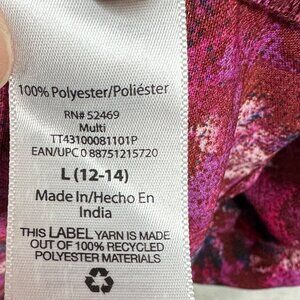 100% Polyester/Poliéster
RN# 52469
Multi
TT43100081101P
EAN/UPC 0 88751215720
L (12-14)
Made In/Hecho En
India
THIS LABEL YARN IS MADE
OUT OF 100% RECYCLED
POLYESTER MATERIALS